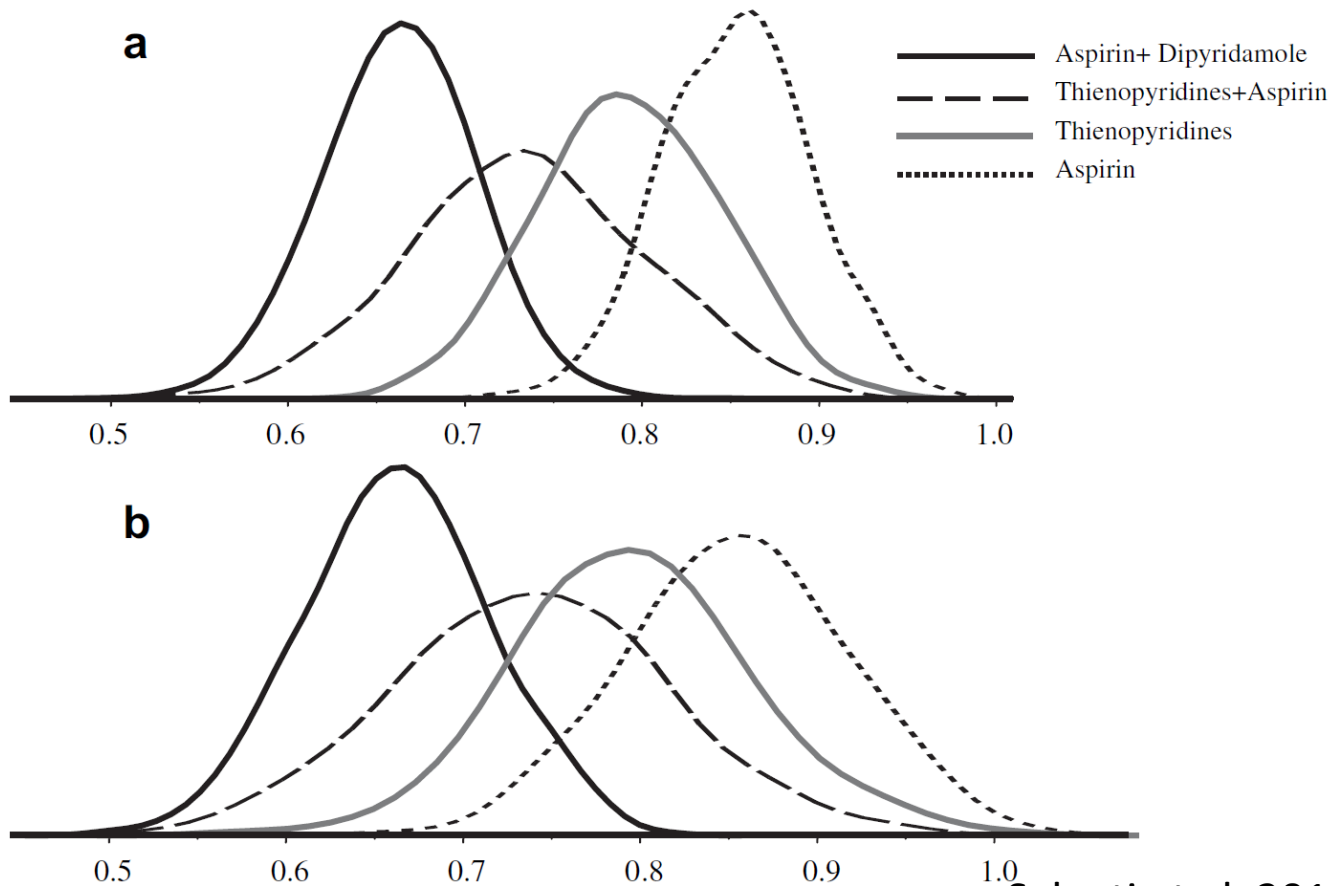 a
Aspirin+ Dipyridamole
Thienopyridines+Aspirin
Thienopyridines
Aspirin
0.5 0.6 0.7 0.8 0.9 1.0
b
0.5 0.6 0.7 0.8 0.9 1.0